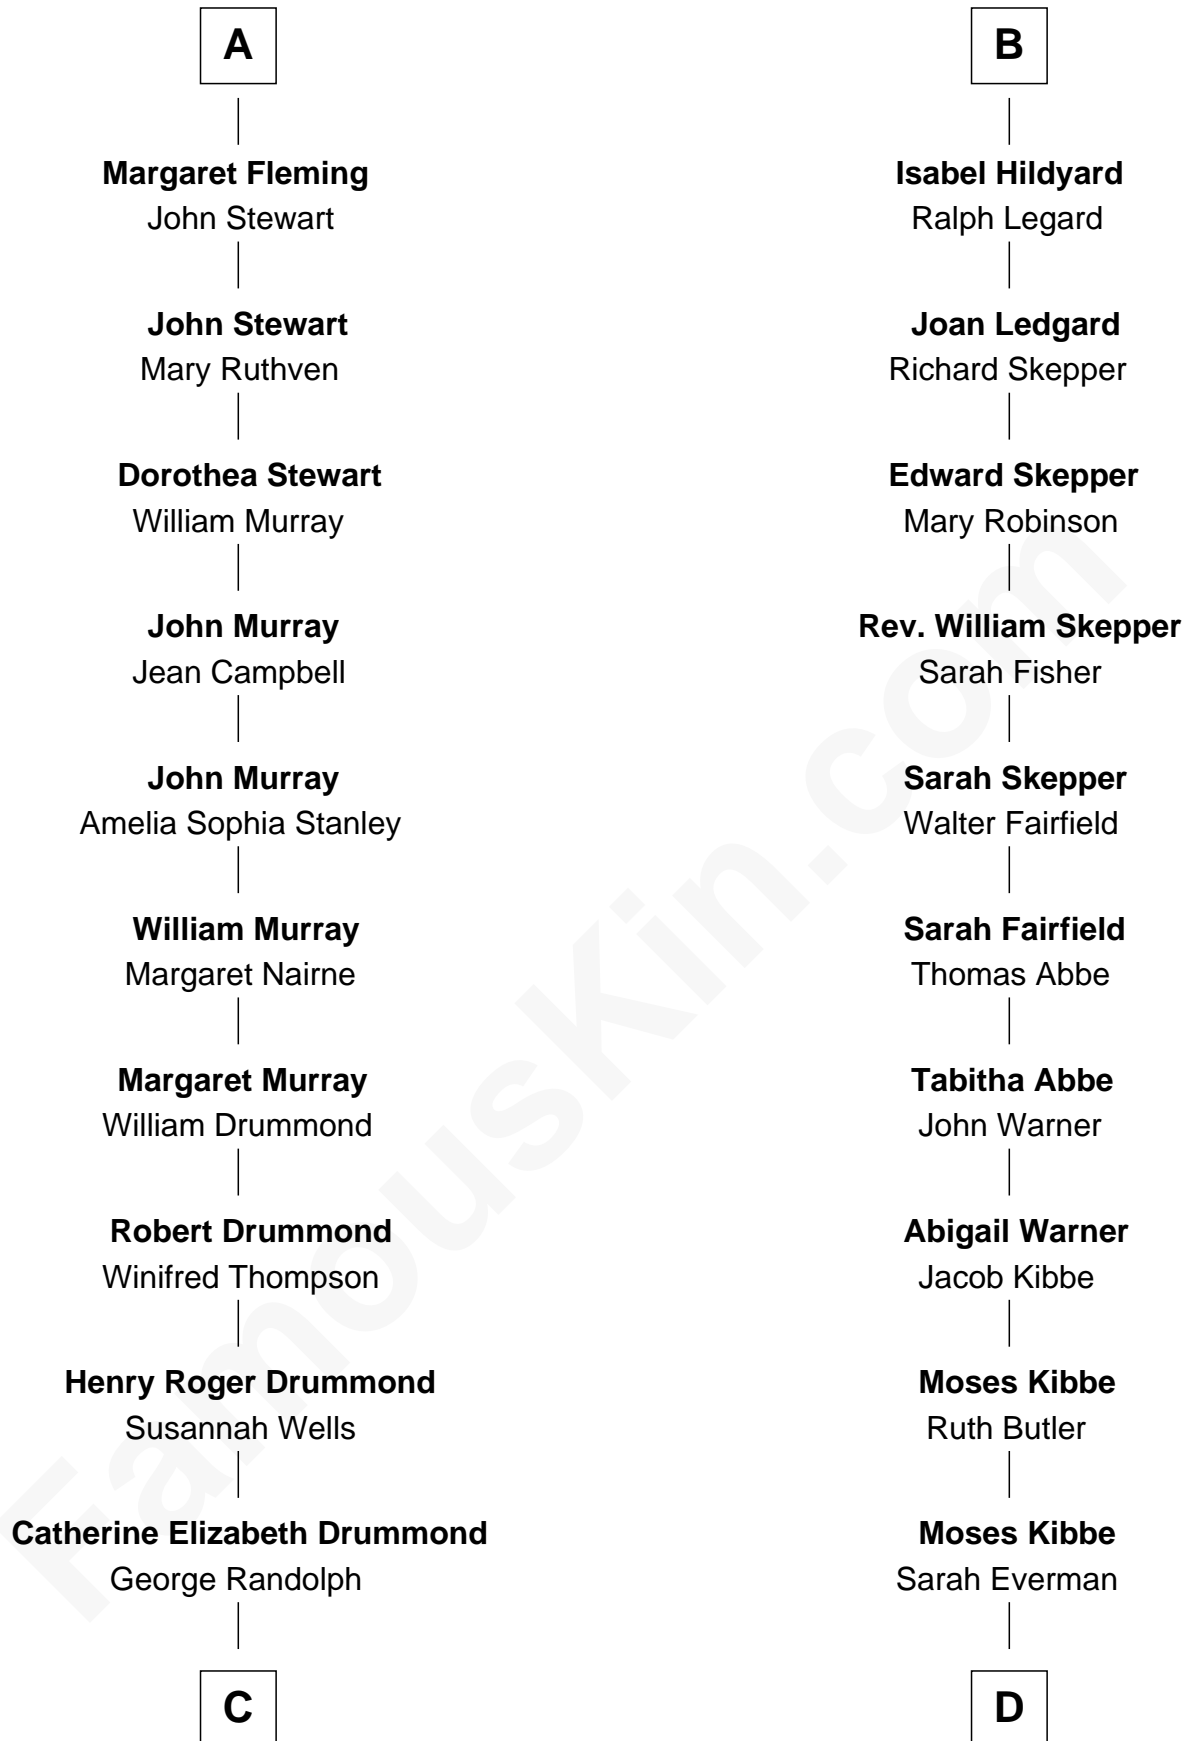 A
Margaret Fleming
John Stewart
John Stewart
Mary Ruthven
Dorothea Stewart
William Murray
John Murray
Jean Campbell
John Murray
Amelia Sophia Stanley
William Murray
Margaret Nairne
Margaret Murray
William Drummond
Robert Drummond
Winifred Thompson
Henry Roger Drummond
Susannah Wells
Catherine Elizabeth Drummond
George Randolph
C
B
Isabel Hildyard
Ralph Legard
Joan Ledgard
Richard Skepper
Edward Skepper
Mary Robinson
Rev. William Skepper
Sarah Fisher
Sarah Skepper
Walter Fairfield
Sarah Fairfield
Thomas Abbe
Tabitha Abbe
John Warner
Abigail Warner
Jacob Kibbe
Moses Kibbe
Ruth Butler
Moses Kibbe
Sarah Everman
D
FamousKin.com